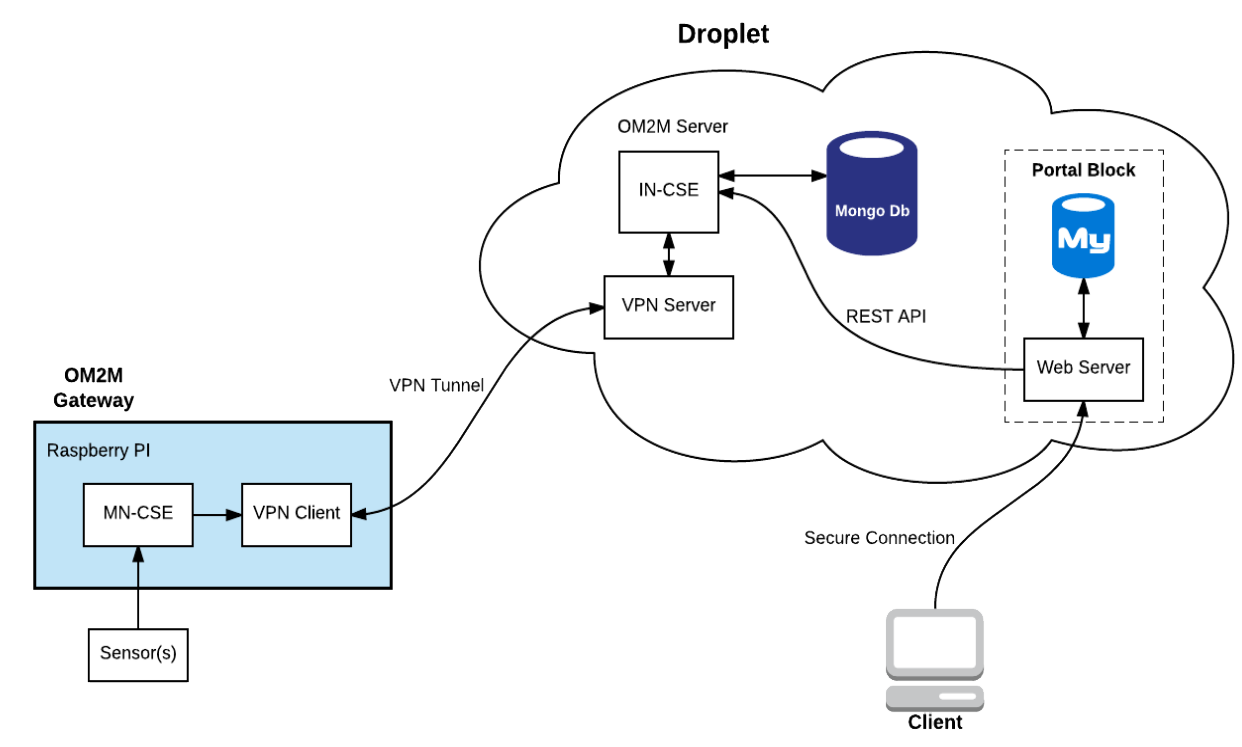 Droplet
OM2M Server
IN-CSE
Mongo Db
Portal Block
My
VPN Server
REST API
Web Server
VPN Tunnel
OM2M
Gateway
Raspberry PI
MN-CSE
VPN Client
Sensor(s)
Secure Connection
Client